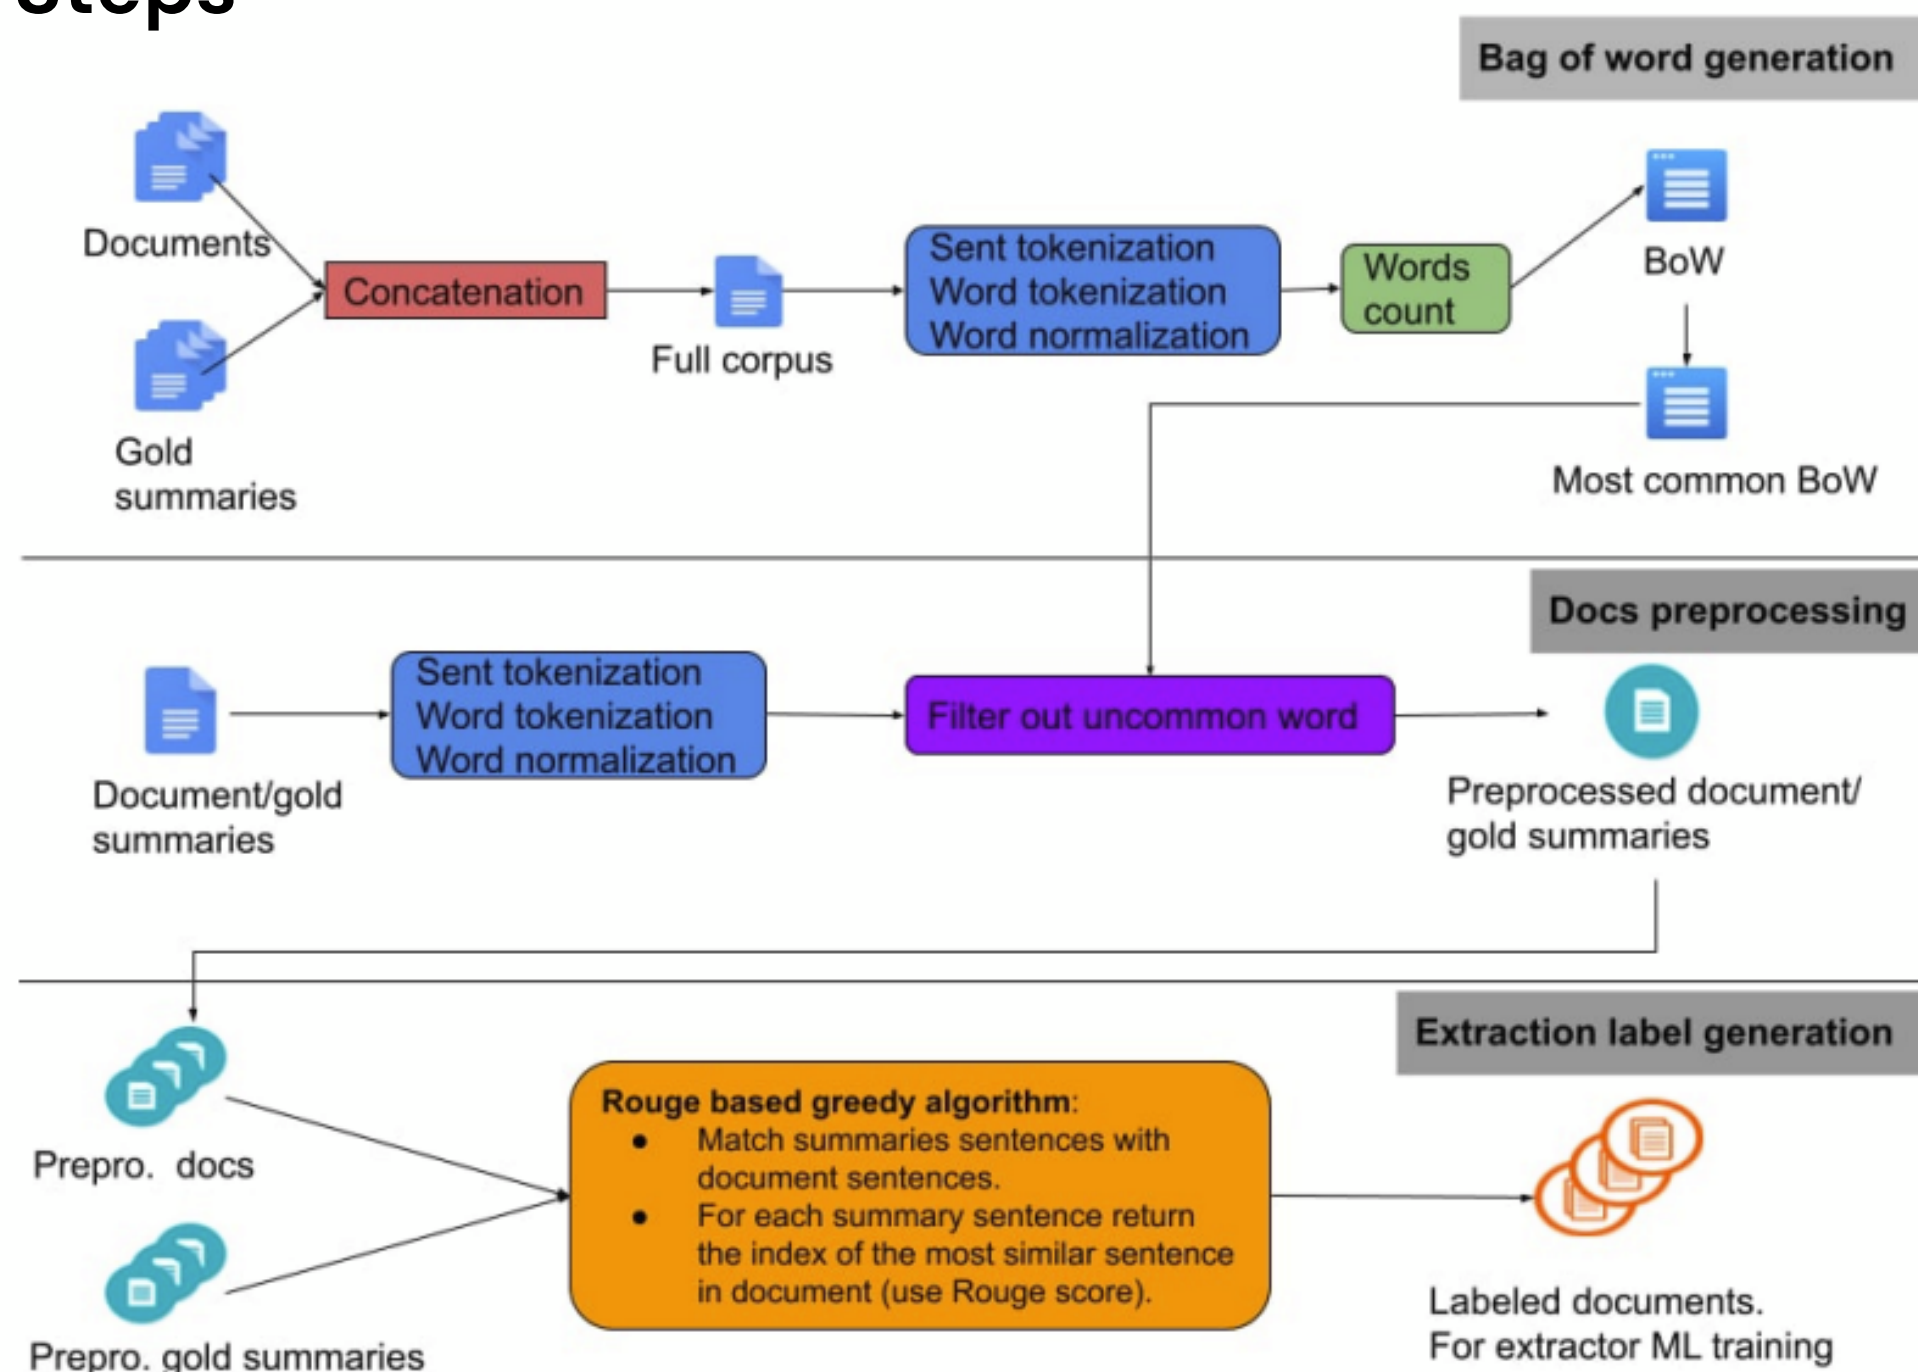 steps
Bag of word generation
Documents
Concatenation
Full corpus
Sent tokenization
Word tokenization
Word normalization
Words
count
BoW
Gold
summaries
Most common BoW
Docs preprocessing
Document/gold
summaries
Sent tokenization
Word tokenization
Word normalization
Filter out uncommon word
Preprocessed document/
gold summaries
Extraction label generation
Prepro. docs
Prepro. gold summaries
Rouge based greedy algorithm:
● Match summaries sentences with
document sentences.
● For each summary sentence return
the index of the most similar sentence
in document (use Rouge score).
Labeled documents.
For extractor ML training